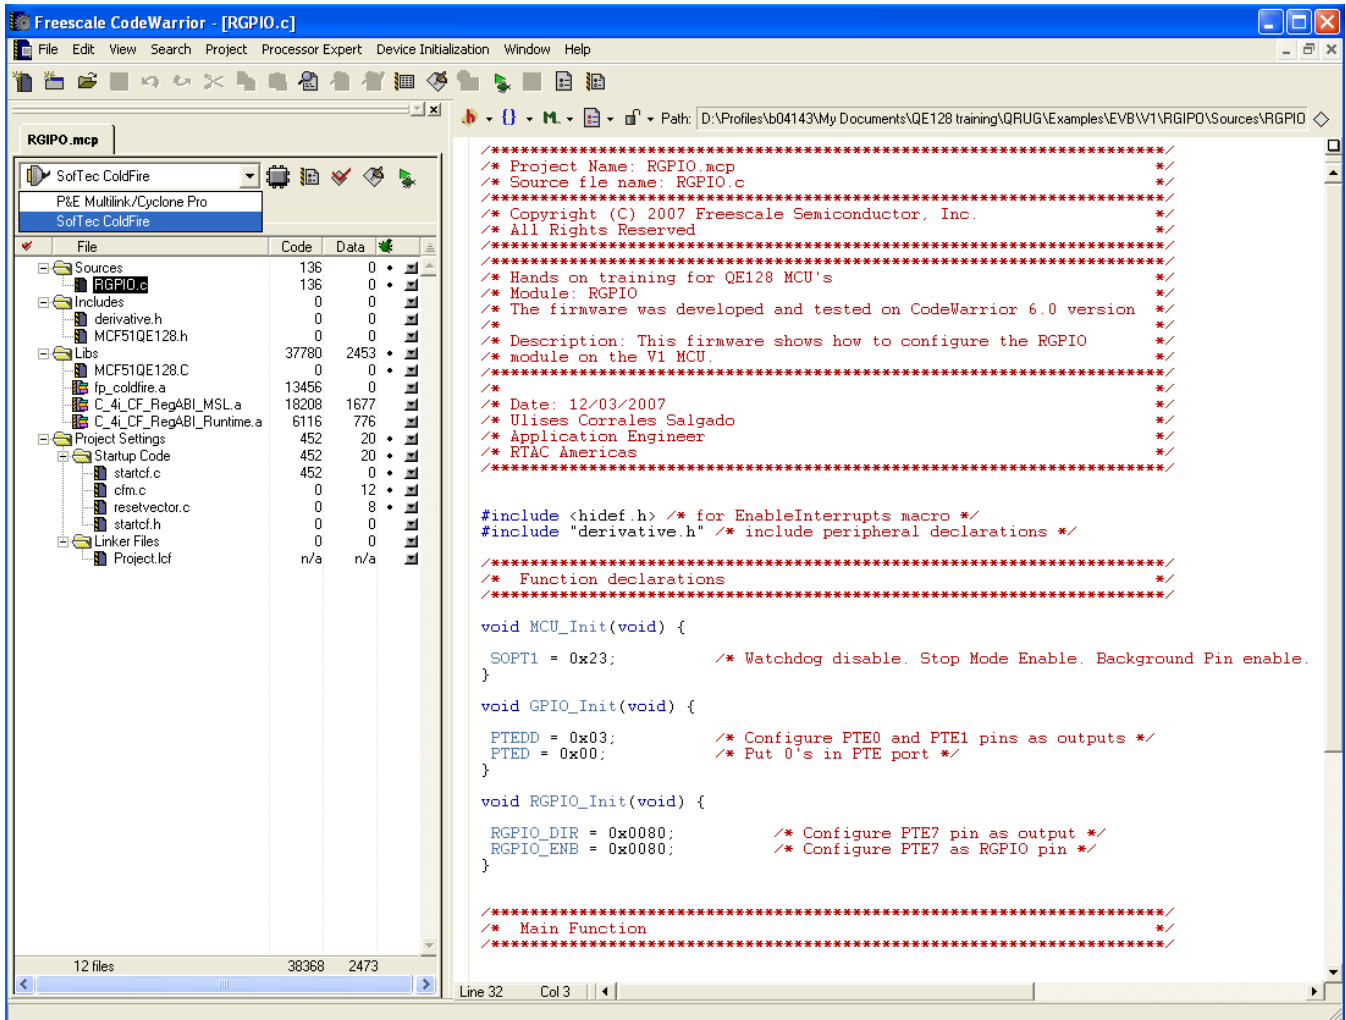 Freescale CodeWarrior - [RGPIO.c]
File Edit View Search Project Processor Expert Device Initialization Window Help
Path: D:\Profiles\b04143\My Documents\QE128 training\QRUG\Examples\EVB\V1\RGIPO\Sources\RGPIO
RGIPO.mcp
SofTec ColdFire
P&E Multilink/Cyclone Pro
SofTec ColdFire
File Code Data
Sources 136 0
RGPIO.c 136 0
Includes 0 0
derivative.h 0 0
MCF51QE128.h 0 0
Libs 37780 2453
MCF51QE128.C 0 0
fp_coldfire.a 13456 0
C_4i_CF_RegABI_MSL.a 18208 1677
C_4i_CF_RegABI_Runtime.a 6116 776
Project Settings 452 20
Startup Code 452 20
startcf.c 452 0
cfm.c 0 12
resetvector.c 0 8
startcf.h 0 0
Linker Files 0 0
Project.lcf n/a n/a
12 files 38368 2473
/*********************************************************************/
/* Project Name: RGPIO.mcp */
/* Source fle name: RGPIO.c */
/*********************************************************************/
/* Copyright (C) 2007 Freescale Semiconductor, Inc. */
/* All Rights Reserved */
/*********************************************************************/
/*********************************************************************/
/* Hands on training for QE128 MCU's */
/* Module: RGPIO */
/* The firmware was developed and tested on CodeWarrior 6.0 version */
/* */
/* Description: This firmware shows how to configure the RGPIO */
/* module on the V1 MCU. */
/*********************************************************************/
/* */
/* Date: 12/03/2007 */
/* Ulises Corrales Salgado */
/* Application Engineer */
/* RTAC Americas */
/*********************************************************************/
#include <hidef.h> /* for EnableInterrupts macro */
#include "derivative.h" /* include peripheral declarations */
/*********************************************************************/
/* Function declarations */
/*********************************************************************/
void MCU_Init(void) {
SOPT1 = 0x23; /* Watchdog disable. Stop Mode Enable. Background Pin enable.
}
void GPIO_Init(void) {
PTEDD = 0x03; /* Configure PTE0 and PTE1 pins as outputs */
PTED = 0x00; /* Put 0's in PTE port */
}
void RGPIO_Init(void) {
RGPIO_DIR = 0x0080; /* Configure PTE7 pin as output */
RGPIO_ENB = 0x0080; /* Configure PTE7 as RGPIO pin */
}
/*********************************************************************/
/* Main Function */
/*********************************************************************/
Line 32 Col 3